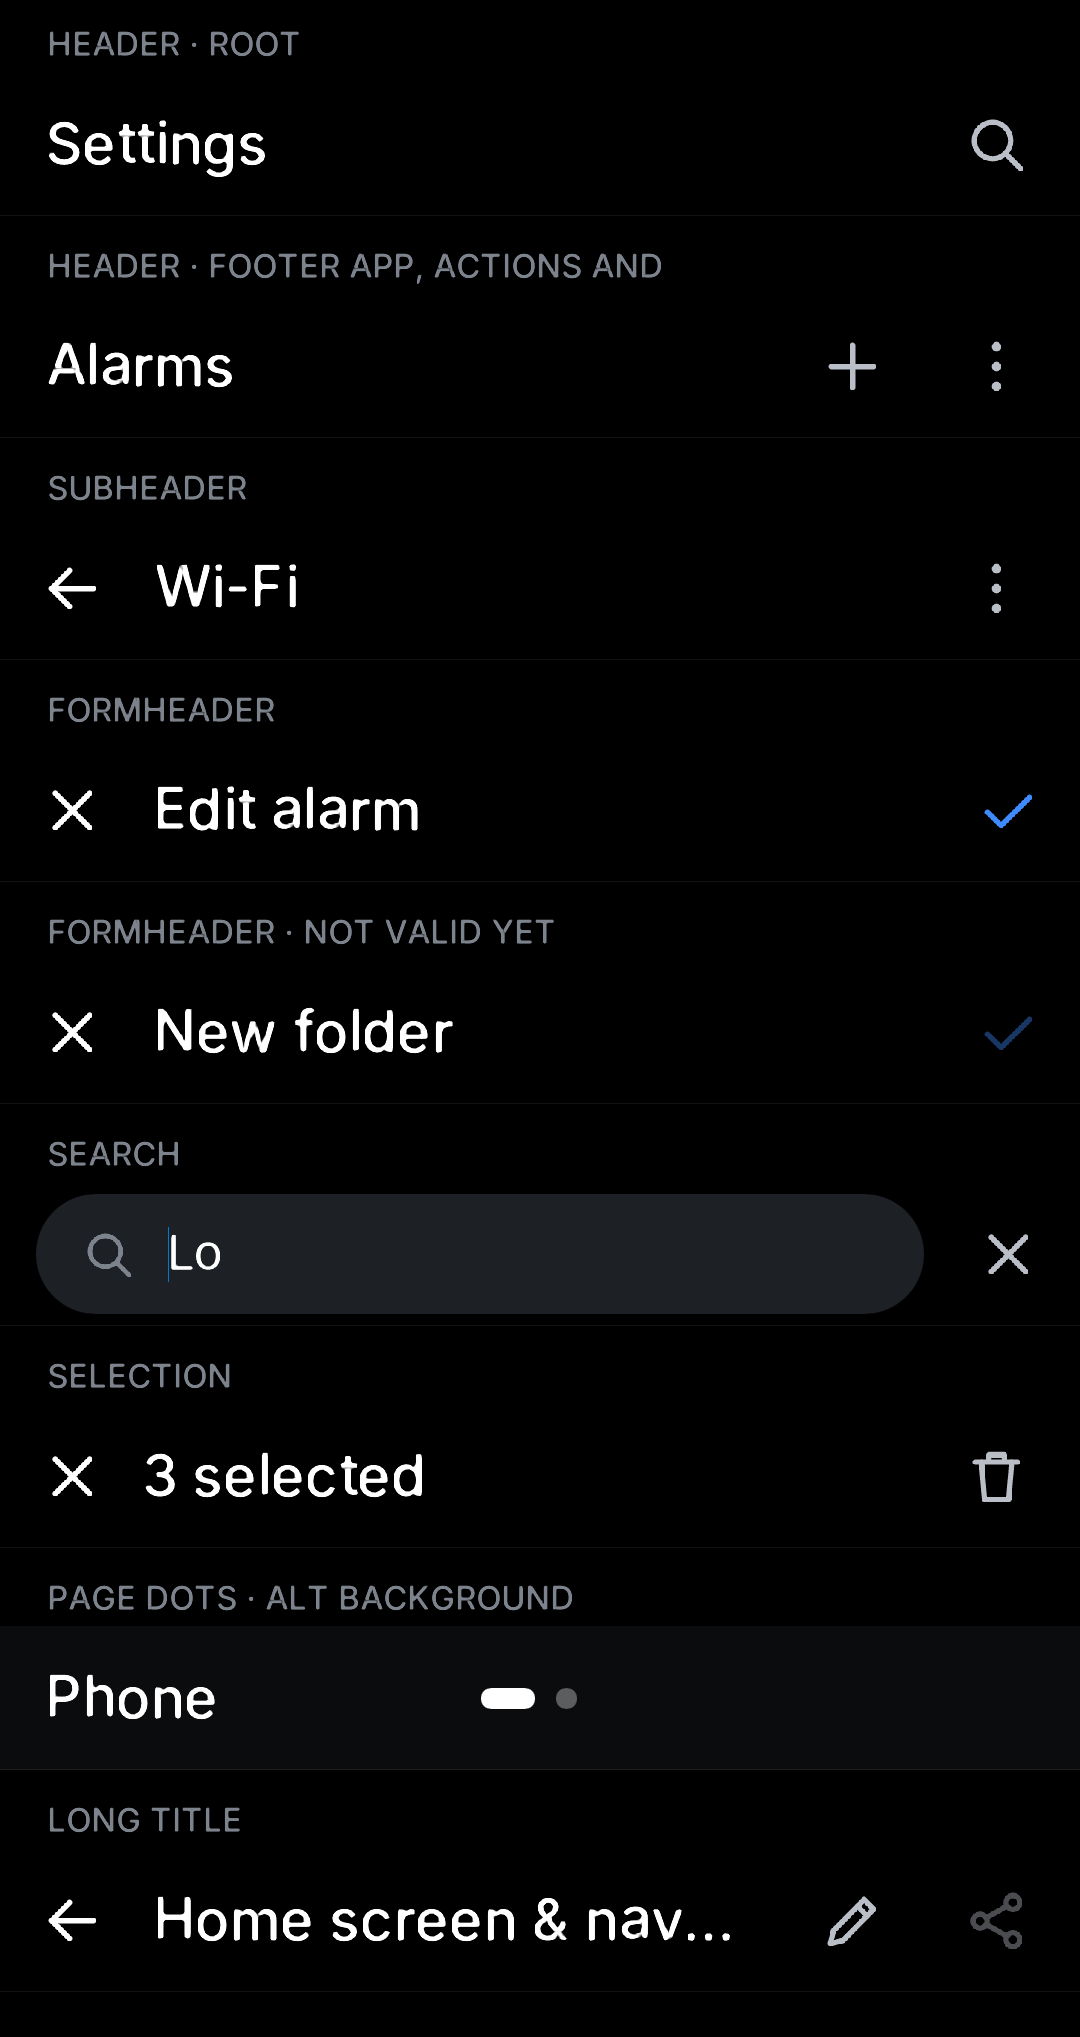 HEADER · ROOT
Settings
HEADER · FOOTER APP, ACTIONS AND
Alarms
SUBHEADER
Wi-Fi
FORMHEADER
Edit alarm
FORMHEADER · NOT VALID YET
New folder
SEARCH
Lo
SELECTION
3 selected
PAGE DOTS · ALT BACKGROUND
Phone
LONG TITLE
Home screen & nav...